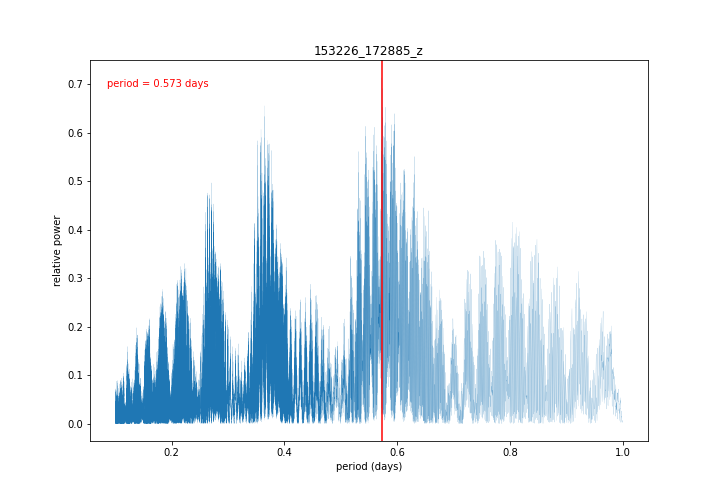 153226_172885_z
period = 0.573 days
0.7
0.6
0.5
0.4
0.3
0.2
0.1
0.0
relative power
0.2 0.4 0.6 0.8 1.0
period (days)